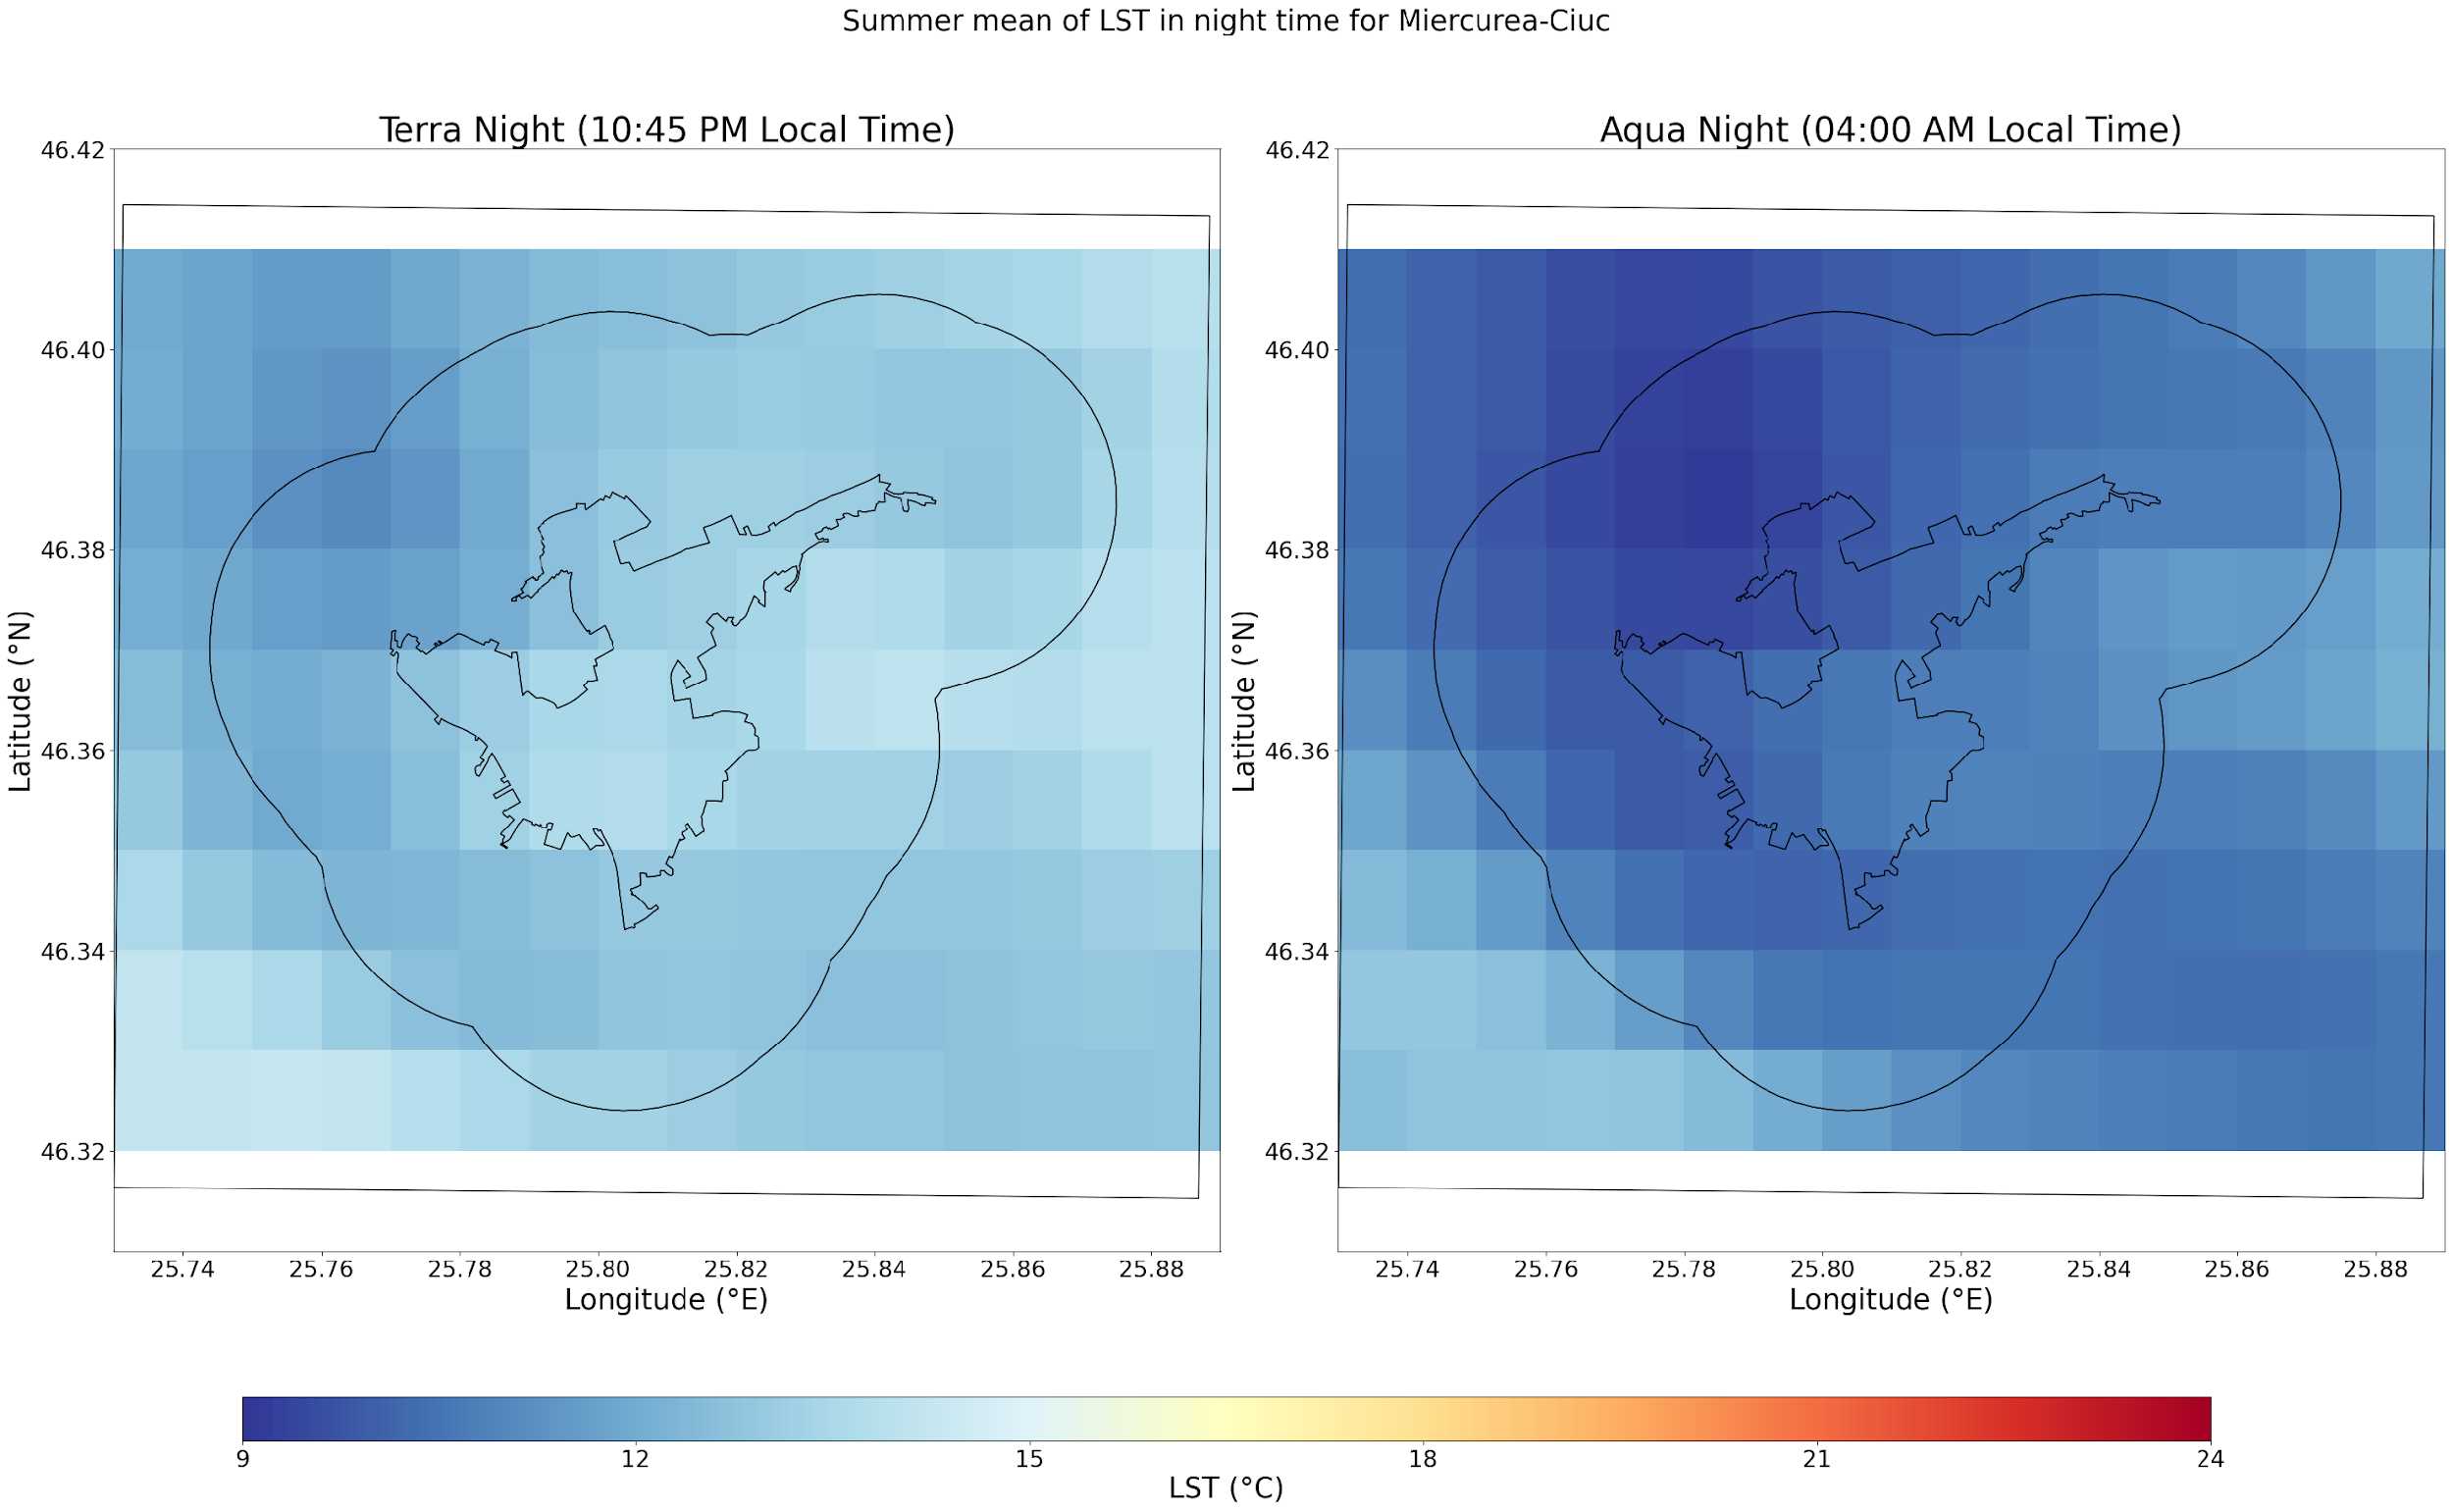 Summer mean of LST in night time for Miercurea-Ciuc
Terra Night (10:45 PM Local Time)
46.42
46.40
46.38
46.36
46.34
46.32
Latitude (°N)
25.74 25.76 25.78 25.80 25.82 25.84 25.86 25.88
Longitude (°E)
Aqua Night (04:00 AM Local Time)
46.42
46.40
46.38
46.36
46.34
46.32
Latitude (°N)
25.74 25.76 25.78 25.80 25.82 25.84 25.86 25.88
Longitude (°E)
9 12 15 18 21 24
LST (°C)